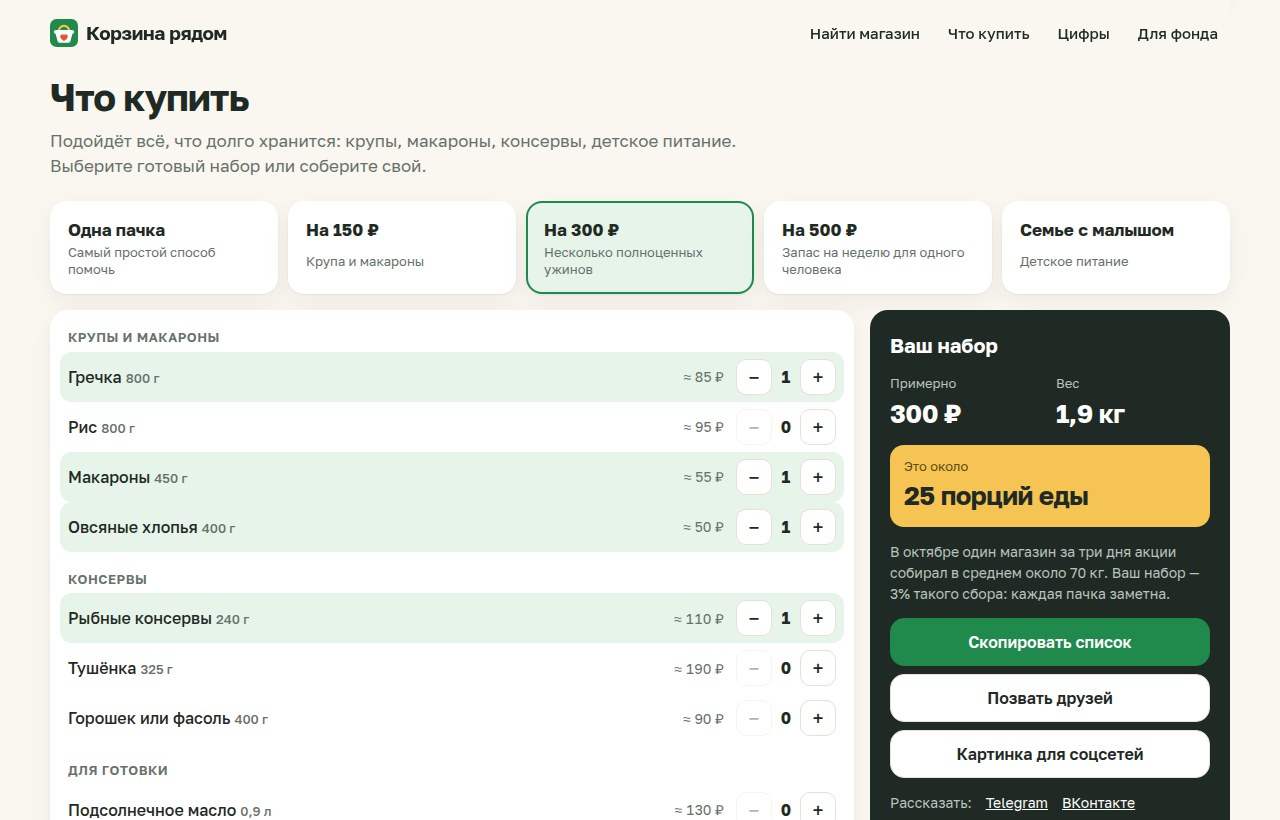 Корзина рядом
Найти магазин
Что купить
Цифры
Для фонда
Что купить
Подойдёт всё, что долго хранится: крупы, макароны, консервы, детское питание.
Выберите готовый набор или соберите свой.
Одна пачка
Самый простой способ
помочь
На 150 ₽
Крупа и макароны
На 300 ₽
Несколько полноценных
ужинов
На 500 ₽
Запас на неделю для одного
человека
Семье с малышом
Детское питание
КРУПЫ И МАКАРОНЫ
Гречка 800 г ≈ 85 ₽ − 1 +
Рис 800 г ≈ 95 ₽ − 0 +
Макароны 450 г ≈ 55 ₽ − 1 +
Овсяные хлопья 400 г ≈ 50 ₽ − 1 +
КОНСЕРВЫ
Рыбные консервы 240 г ≈ 110 ₽ − 1 +
Тушёнка 325 г ≈ 190 ₽ − 0 +
Горошек или фасоль 400 г ≈ 90 ₽ − 0 +
ДЛЯ ГОТОВКИ
Подсолнечное масло 0,9 л ≈ 130 ₽ − 0 +
Ваш набор
Примерно
300 ₽
Вес
1,9 кг
Это около
25 порций еды
В октябре один магазин за три дня акции
собирал в среднем около 70 кг. Ваш набор —
3% такого сбора: каждая пачка заметна.
Скопировать список
Позвать друзей
Картинка для соцсетей
Рассказать: Telegram ВКонтакте